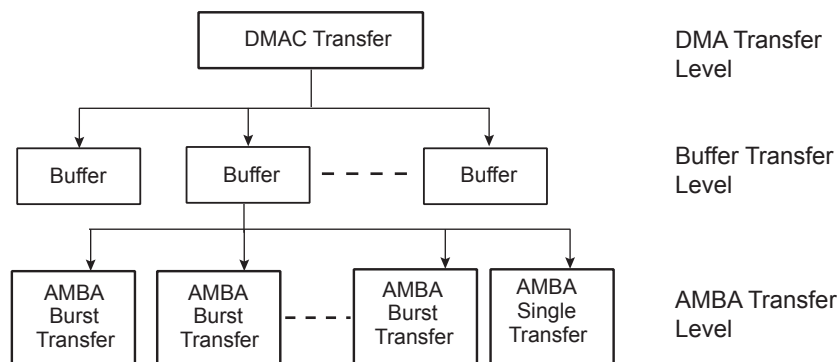 DMAC Transfer
DMA Transfer
Level
Buffer
Buffer
Buffer
Buffer Transfer
Level
AMBA
Burst
Transfer
AMBA
Burst
Transfer
AMBA
Burst
Transfer
AMBA
Single
Transfer
AMBA Transfer
Level